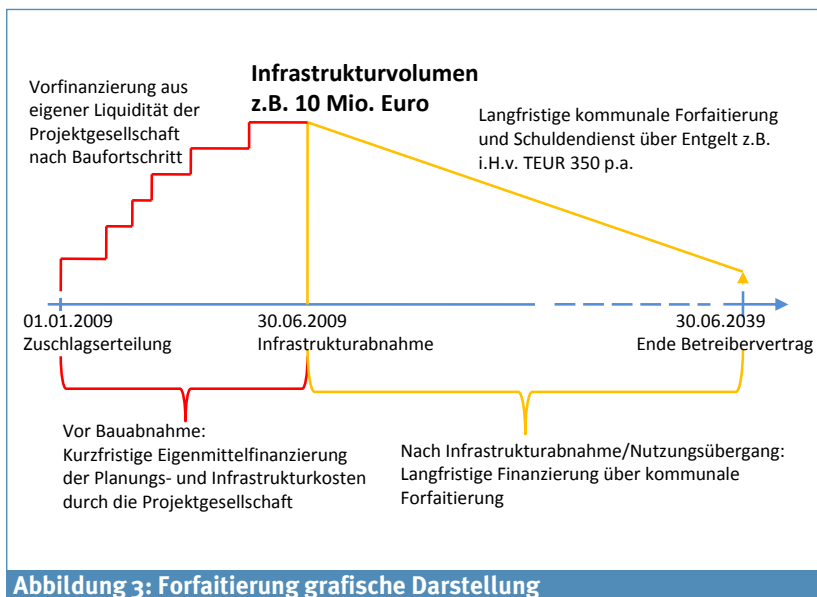 Infrastrukturvolumen
z.B. 10 Mio. Euro
Vorfinanzierung aus
eigener Liquidität der
Projektgesellschaft
nach Baufortschritt
Langfristige kommunale Forfaitierung
und Schuldendienst über Entgelt z.B.
i.H.v. TEUR 350 p.a.
01.01.2009
Zuschlagserteilung
30.06.2009
Infrastrukturabnahme
30.06.2039
Ende Betreibervertrag
Vor Bauabnahme:
Kurzfristige Eigenmittelfinanzierung
der Planungs- und Infrastrukturkosten
durch die Projektgesellschaft
Nach Infrastrukturabnahme/Nutzungsübergang:
Langfristige Finanzierung über kommunale
Forfaitierung
Abbildung 3: Forfaitierung grafische Darstellung